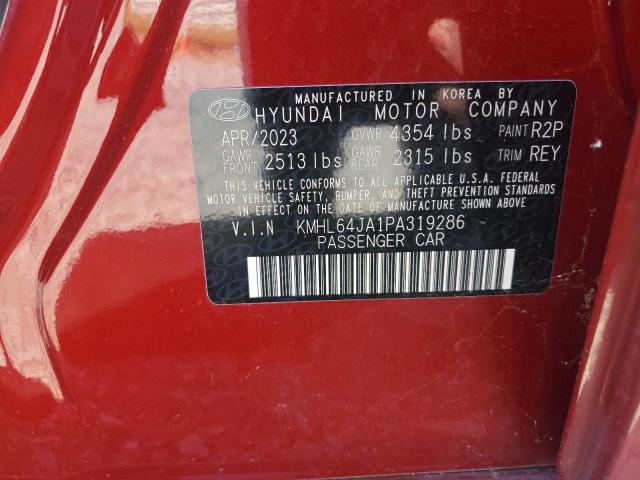 MANUFACTURED IN KOREA BY
HYUNDAI MOTOR COMPANY
APR/2023 GVWR 4354 lbs PAINT R2P
GAWR FRONT 2513 lbs GAWR REAR 2315 lbs TRIM REY
THIS VEHICLE CONFORMS TO ALL APPLICABLE U.S.A. FEDERAL
MOTOR VEHICLE SAFETY, BUMPER, AND THEFT PREVENTION STANDARDS
IN EFFECT ON THE DATE OF MANUFACTURE SHOWN ABOVE
V.I.N KMHL64JA1PA319286
PASSENGER CAR